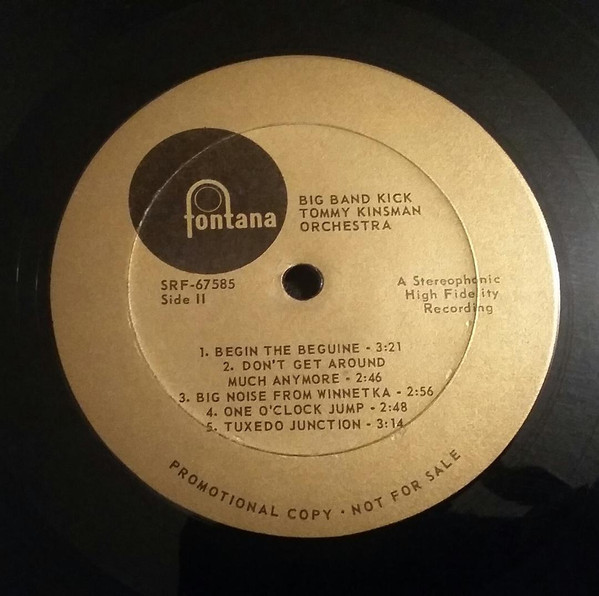 fontana
BIG BAND KICK
TOMMY KINSMAN
ORCHESTRA
SRF-67585
Side II
A Stereophonic
High Fidelity
Recording
1. BEGIN THE BEGUINE - 3:21
2. DON'T GET AROUND
MUCH ANYMORE - 2:46
3. BIG NOISE FROM WINNETKA - 2:56
4. ONE O'CLOCK JUMP - 2:48
5. TUXEDO JUNCTION - 3:14
PROMOTIONAL COPY · NOT FOR SALE